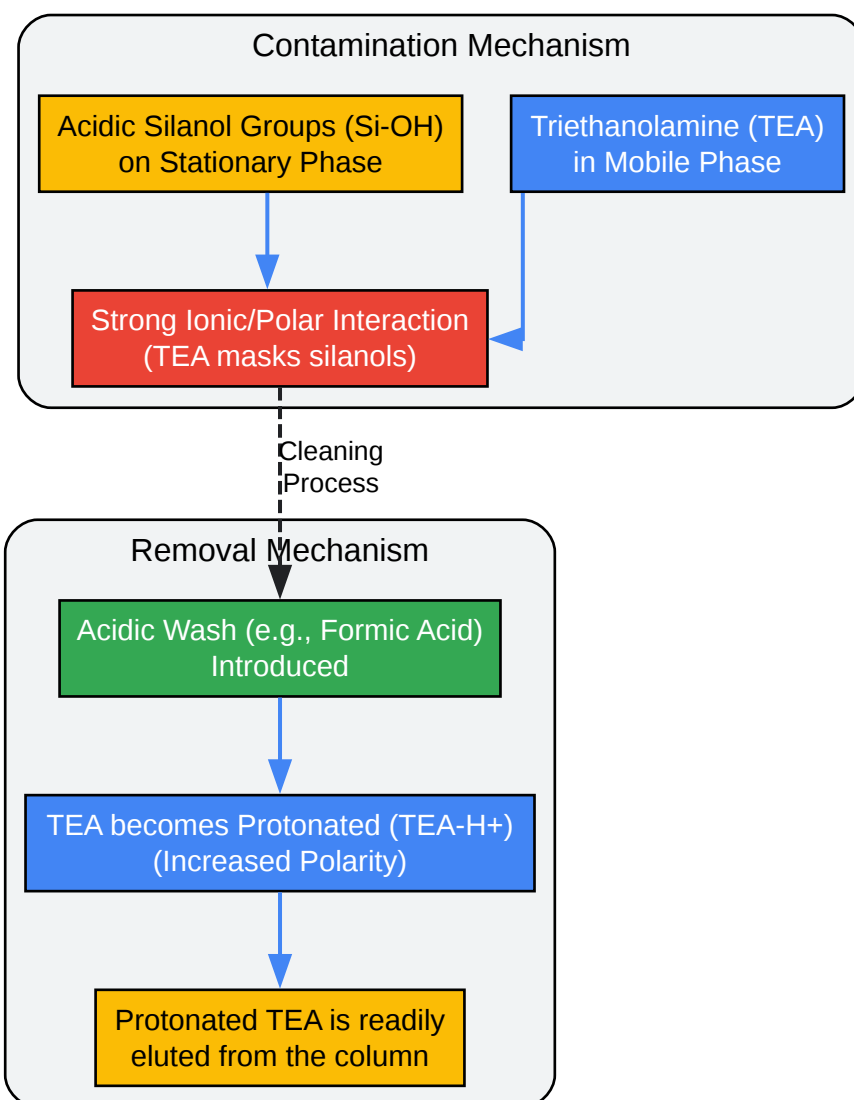 Contamination Mechanism
Acidic Silanol Groups (Si-OH)
on Stationary Phase
Triethanolamine (TEA)
in Mobile Phase
Strong Ionic/Polar Interaction
(TEA masks silanols)
Cleaning
Process
Removal Mechanism
Acidic Wash (e.g., Formic Acid)
Introduced
TEA becomes Protonated (TEA-H+)
(Increased Polarity)
Protonated TEA is readily
eluted from the column